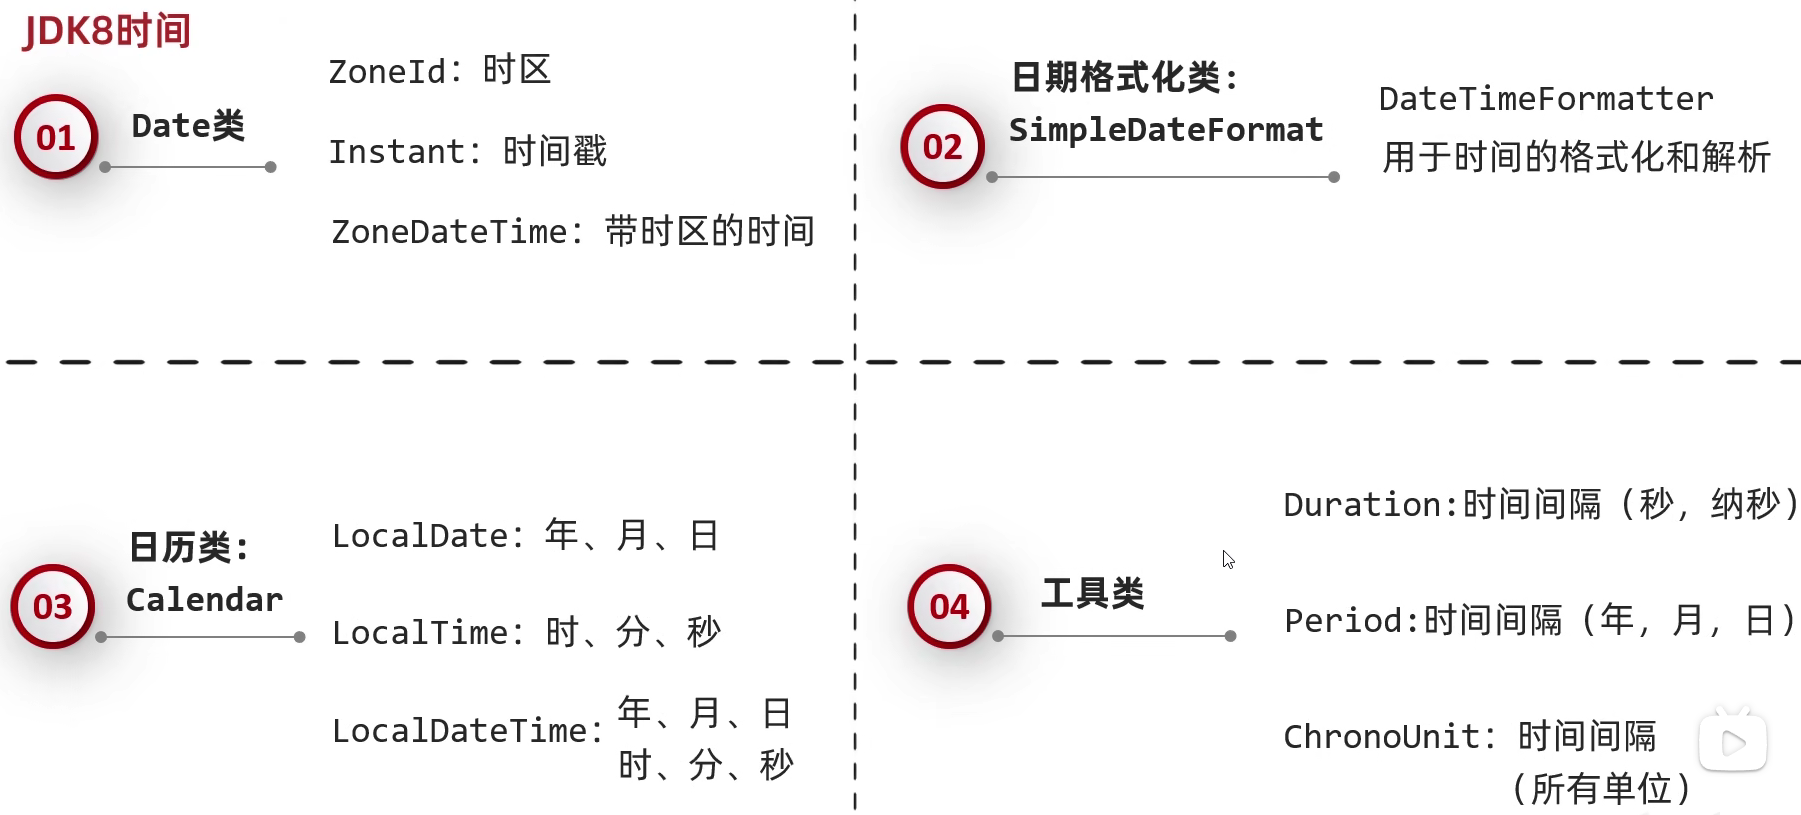 JDK8时间
01
Date类
ZoneId：时区
Instant：时间戳
ZoneDateTime：带时区的时间
02
日期格式化类：
SimpleDateFormat
DateTimeFormatter
用于时间的格式化和解析
03
日历类：
Calendar
LocalDate：年、月、日
LocalTime：时、分、秒
LocalDateTime：年、月、日
时、分、秒
04
工具类
Duration:时间间隔（秒，纳秒）
Period:时间间隔（年，月，日）
ChronoUnit：时间间隔
（所有单位）